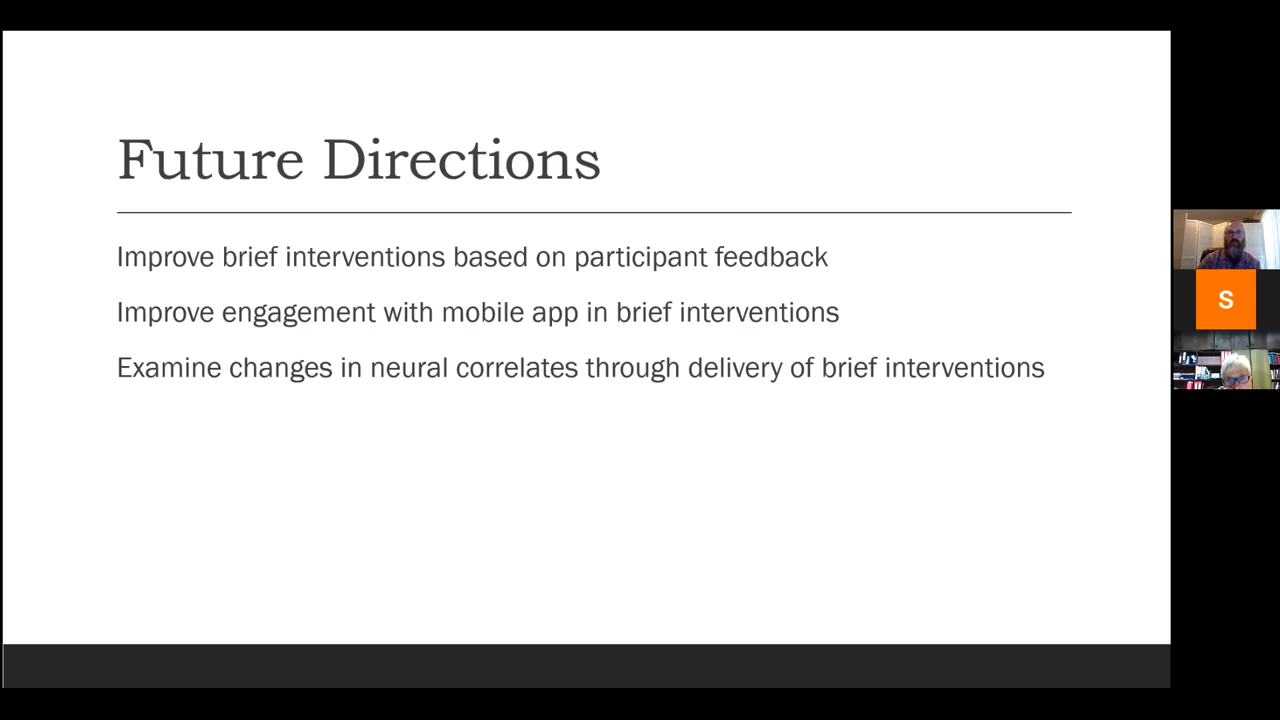 Future Directions
Improve brief interventions based on participant feedback
Improve engagement with mobile app in brief interventions
Examine changes in neural correlates through delivery of brief interventions
S